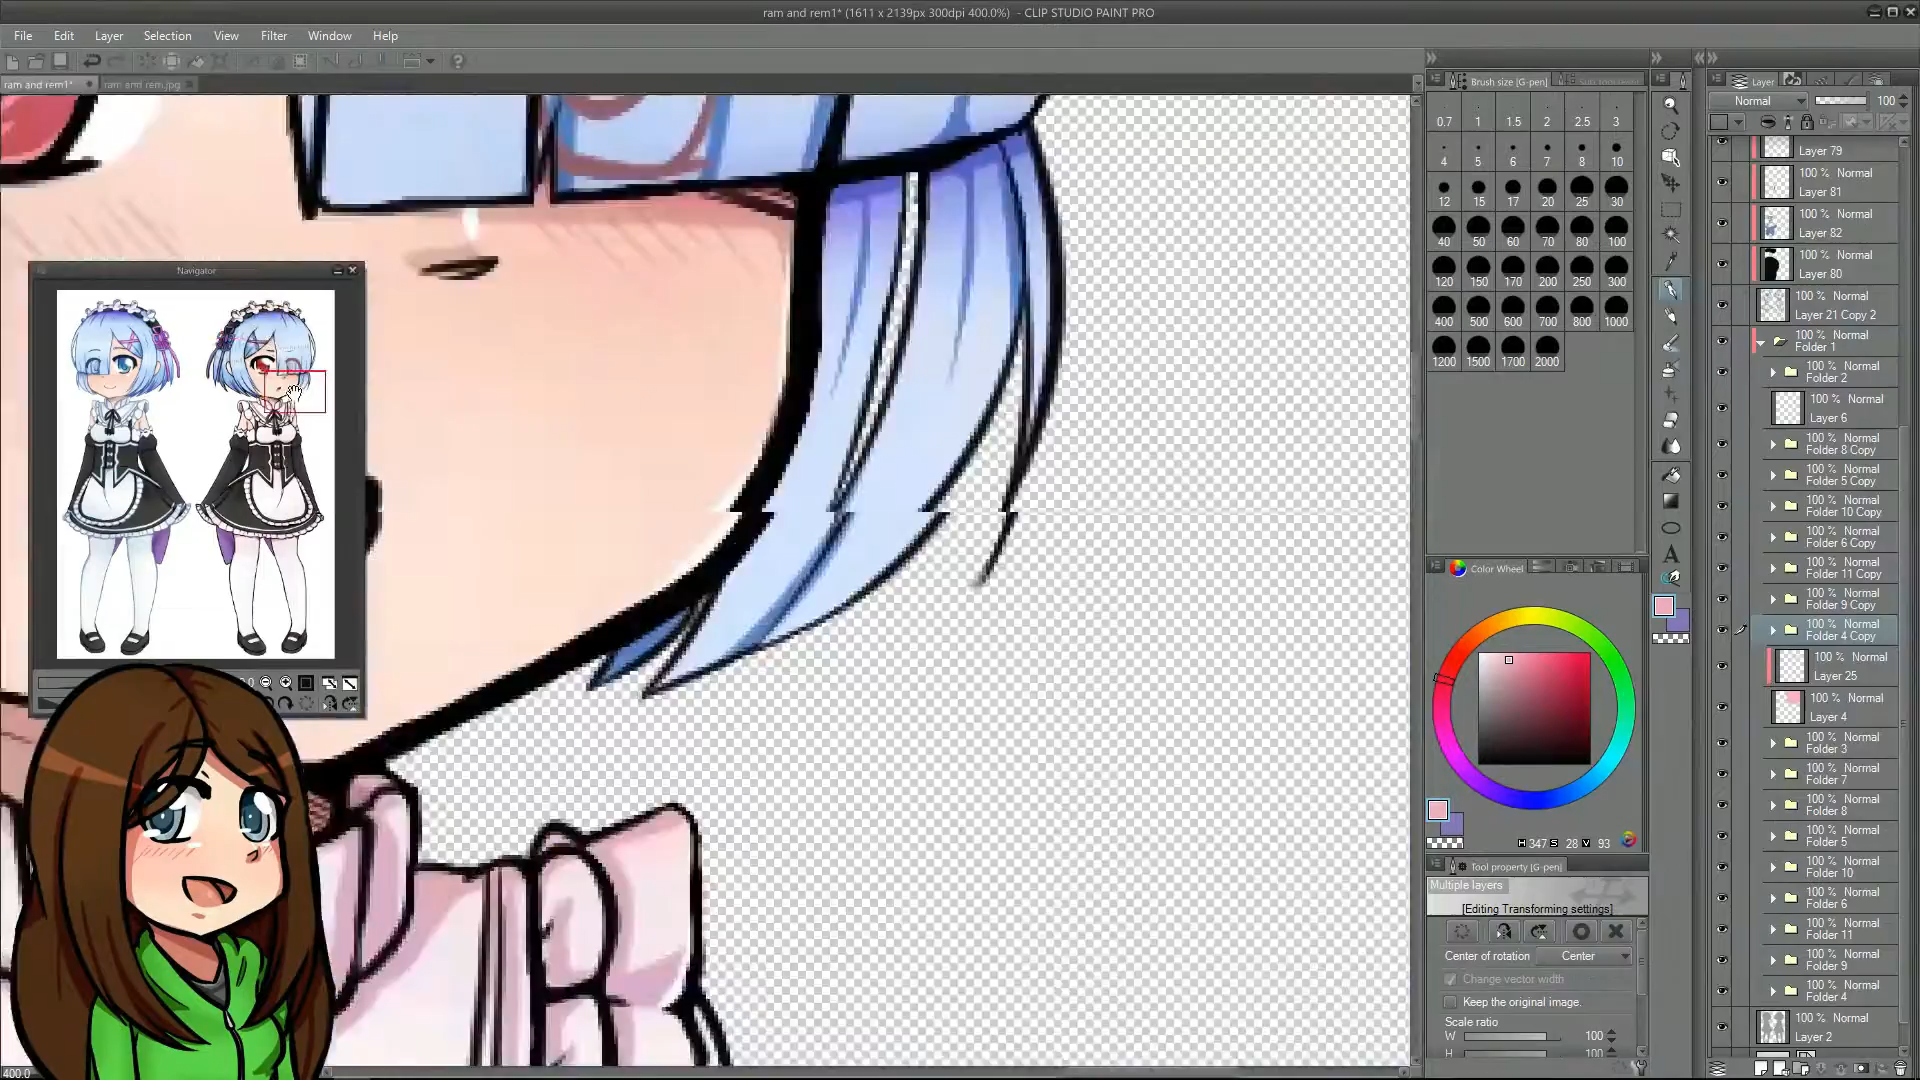 ram and rem1* (1611 x 2139px 300dpi 400.0%) - CLIP STUDIO PAINT PRO
File Edit Layer Selection View Filter Window Help
ram and rem1*
ram and rem.jpg
Navigator
Brush size [G-pen]
0.7 1 1.5 2 2.5 3
4 5 6 7 8 10
12 15 17 20 25 30
40 50 60 70 80 100
120 150 170 200 250 300
400 500 600 700 800 1000
1200 1500 1700 2000
Color Wheel
H 347 S 28 V 93
Tool property [G-pen]
Multiple layers
[Editing Transforming settings]
Center of rotation Center
Change vector width
Keep the original image.
Scale ratio
W 100
H 100
Layer
Normal 100
Layer 79
100 % Normal
Layer 81
100 % Normal
Layer 82
100 % Normal
Layer 80
100 % Normal
Layer 21 Copy 2
100 % Normal
Folder 1
100 % Normal
Folder 2
100 % Normal
Layer 6
100 % Normal
Folder 8 Copy
100 % Normal
Folder 5 Copy
100 % Normal
Folder 10 Copy
100 % Normal
Folder 6 Copy
100 % Normal
Folder 11 Copy
100 % Normal
Folder 9 Copy
100 % Normal
Folder 4 Copy
100 % Normal
Layer 25
100 % Normal
Layer 4
100 % Normal
Folder 3
100 % Normal
Folder 7
100 % Normal
Folder 8
100 % Normal
Folder 5
100 % Normal
Folder 10
100 % Normal
Folder 6
100 % Normal
Folder 11
100 % Normal
Folder 9
100 % Normal
Folder 4
100 % Normal
Layer 2
400.0